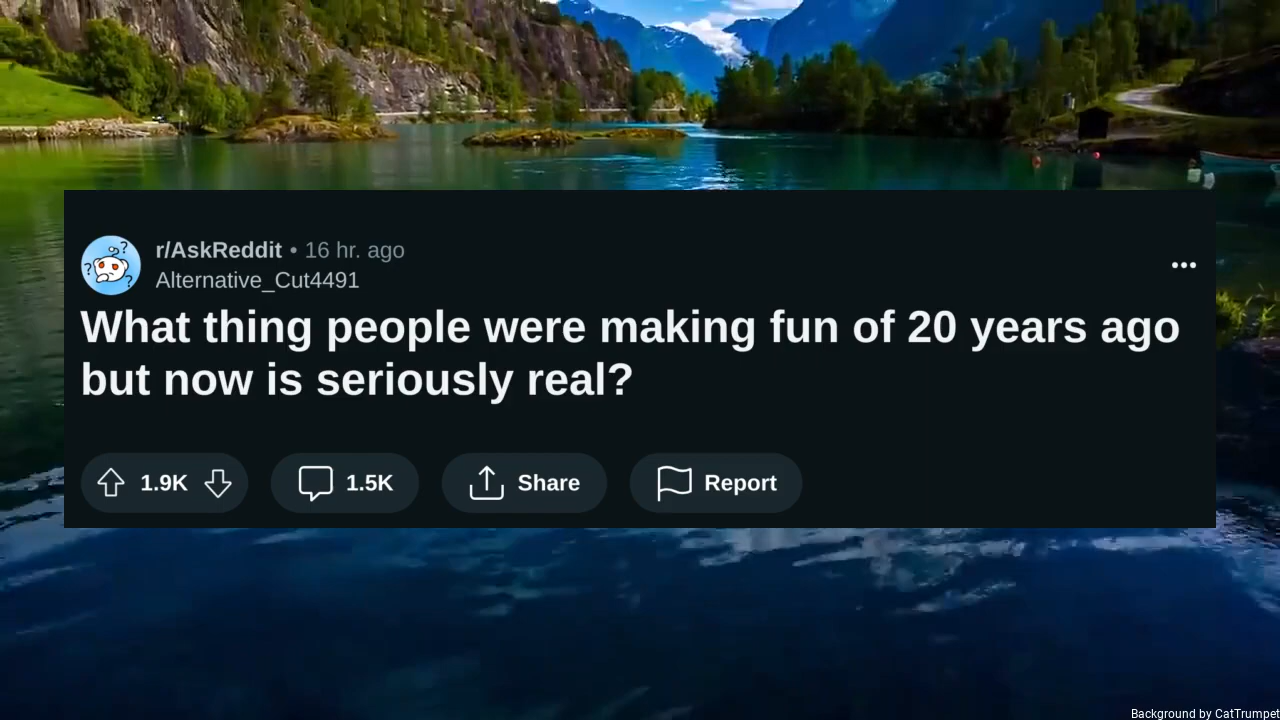 r/AskReddit • 16 hr. ago
Alternative_Cut4491
What thing people were making fun of 20 years ago
but now is seriously real?
1.9K 1.5K Share Report
Background by CatTrumpet